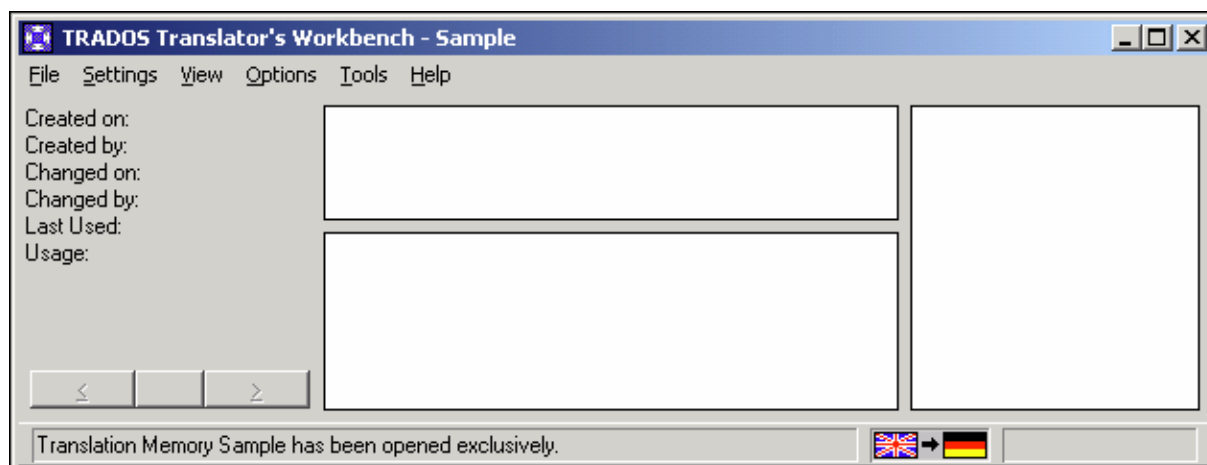 TRADOS Translator's Workbench - Sample
File Settings View Options Tools Help
Created on:
Created by:
Changed on:
Changed by:
Last Used:
Usage:
< >
Translation Memory Sample has been opened exclusively.